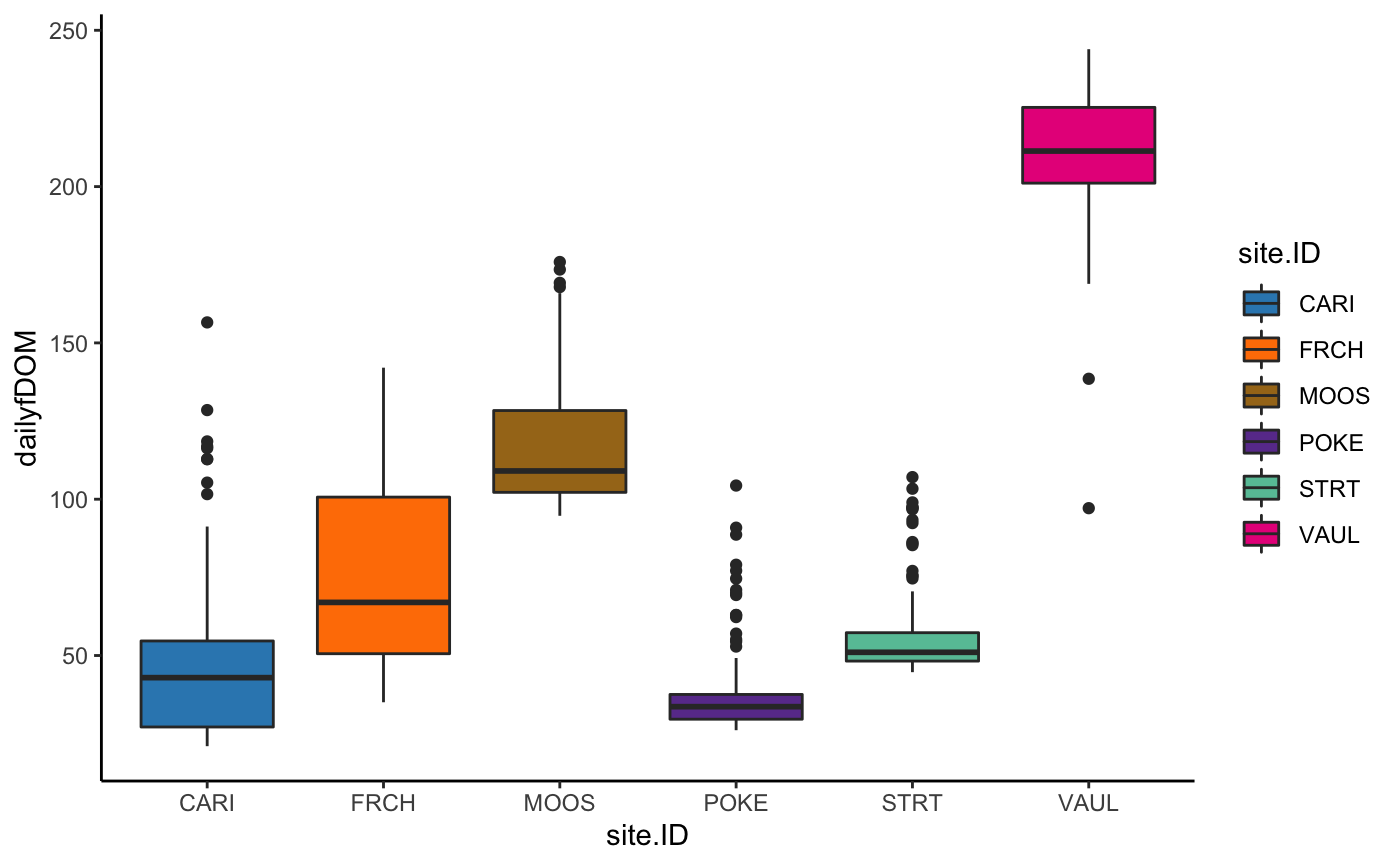 250
200
150
100
50
dailyfDOM
CARI FRCH MOOS POKE STRT VAUL
site.ID
site.ID
CARI
FRCH
MOOS
POKE
STRT
VAUL